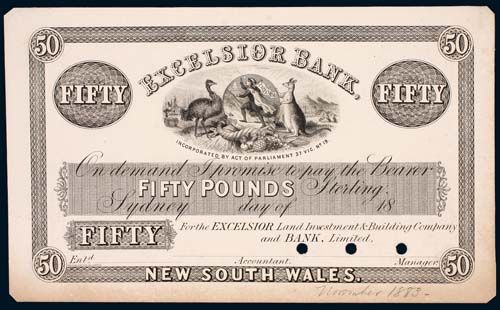 50 50
EXCELSIOR BANK,
FIFTY FIFTY
INCORPORATED BY ACT OF PARLIAMENT 37 VIC. Nº 19.
On demand I promise to pay the Bearer
FIFTY POUNDS Sterling.
Sydney day of 18
FIFTY For the EXCELSIOR Land Investment & Building Company
and BANK, Limited.
50 Entd. Accountant. Manager. 50
NEW SOUTH WALES.
November 1883-